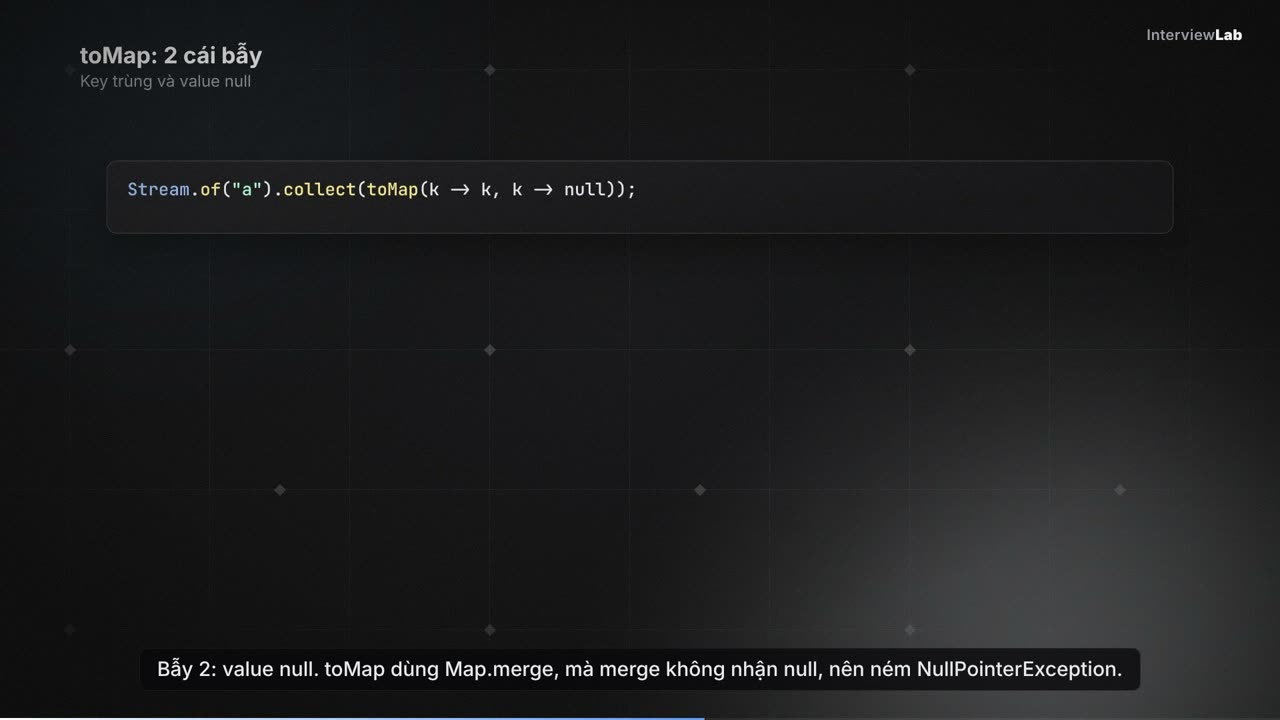 toMap: 2 cái bẫy
InterviewLab
Key trùng và value null
Stream.of("a").collect(toMap(k → k, k → null));
Bẫy 2: value null. toMap dùng Map.merge, mà merge không nhận null, nên ném NullPointerException.